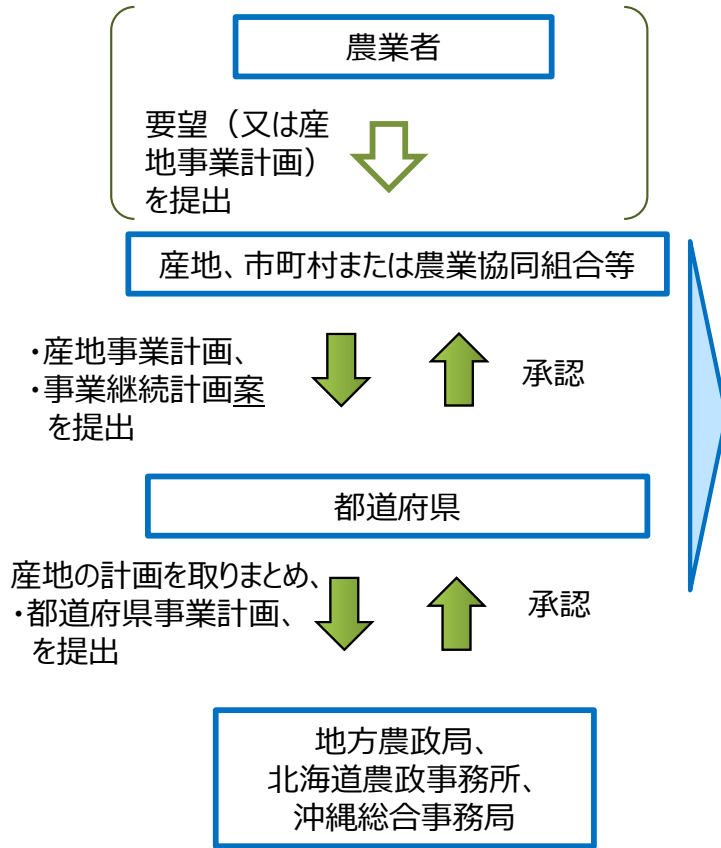 農業者
要望（又は産
地事業計画）
を提出
産地、市町村または農業協同組合等
・産地事業計画、
・事業継続計画案
を提出
承認
都道府県
産地の計画を取りまとめ、
・都道府県事業計画、
を提出
承認
地方農政局、
北海道農政事務所、
沖縄総合事務局